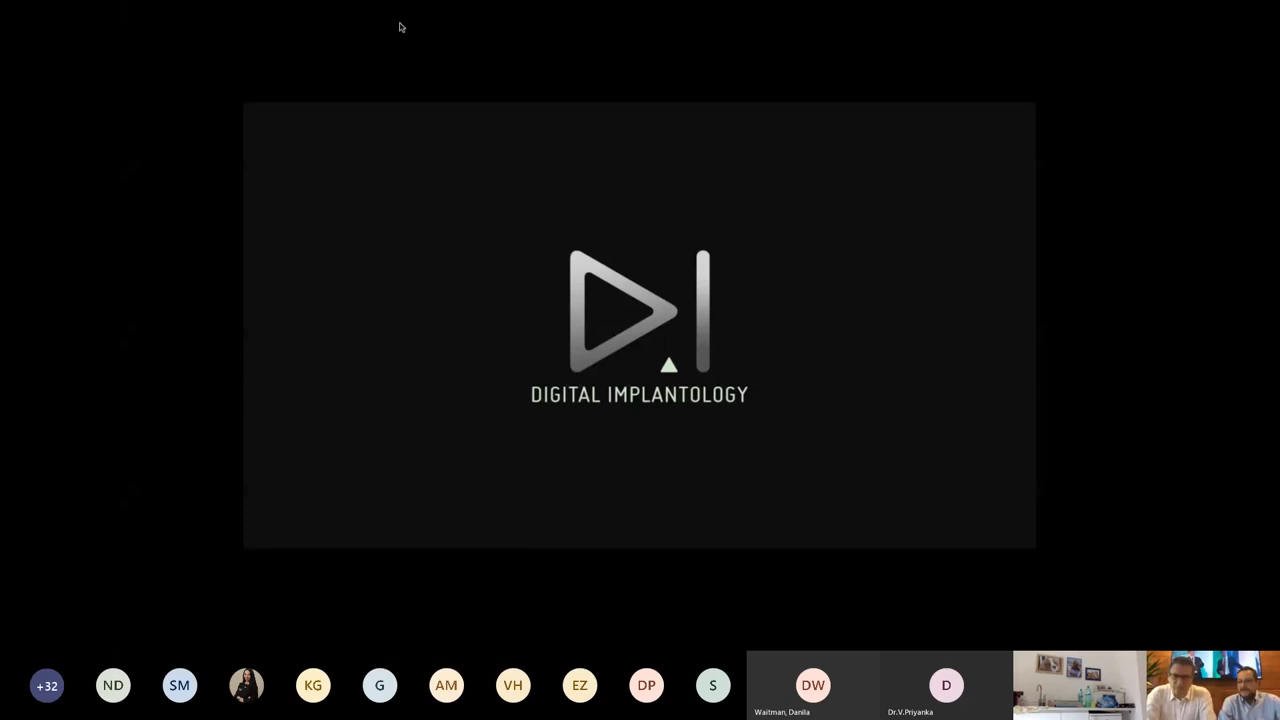 DIGITAL IMPLANTOLOGY
+32
ND
SM
KG
G
AM
VH
EZ
DP
S
DW
Waitman, Danila
D
Dr.V.Priyanka